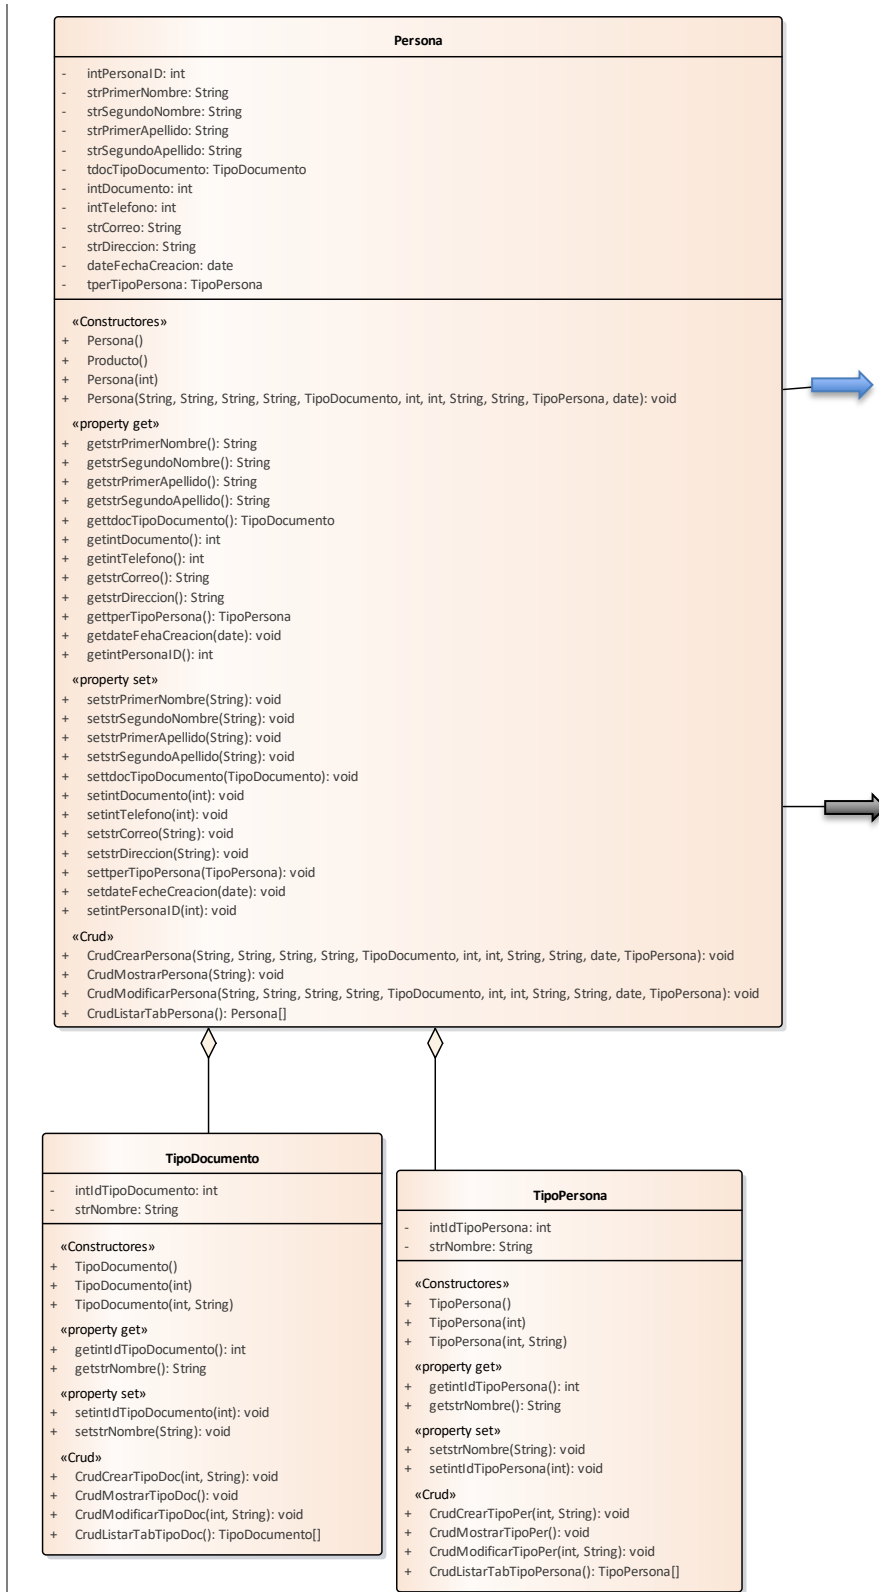 Persona
- intPersonaID: int
- strPrimerNombre: String
- strSegundoNombre: String
- strPrimerApellido: String
- strSegundoApellido: String
- tdocTipoDocumento: TipoDocumento
- intDocumento: int
- intTelefono: int
- strCorreo: String
- strDireccion: String
- dateFechaCreacion: date
- tperTipoPersona: TipoPersona
«Constructores»
+ Persona()
+ Producto()
+ Persona(int)
+ Persona(String, String, String, String, TipoDocumento, int, int, String, String, TipoPersona, date): void
«property get»
+ getstrPrimerNombre(): String
+ getstrSegundoNombre(): String
+ getstrPrimerApellido(): String
+ getstrSegundoApellido(): String
+ gettdocTipoDocumento(): TipoDocumento
+ getintDocumento(): int
+ getintTelefono(): int
+ getstrCorreo(): String
+ getstrDireccion(): String
+ gettperTipoPersona(): TipoPersona
+ getdateFehaCreacion(date): void
+ getintPersonaID(): int
«property set»
+ setstrPrimerNombre(String): void
+ setstrSegundoNombre(String): void
+ setstrPrimerApellido(String): void
+ setstrSegundoApellido(String): void
+ settdocTipoDocumento(TipoDocumento): void
+ setintDocumento(int): void
+ setintTelefono(int): void
+ setstrCorreo(String): void
+ setstrDireccion(String): void
+ settperTipoPersona(TipoPersona): void
+ setdateFecheCreacion(date): void
+ setintPersonaID(int): void
«Crud»
+ CrudCrearPersona(String, String, String, String, TipoDocumento, int, int, String, String, date, TipoPersona): void
+ CrudMostrarPersona(String): void
+ CrudModificarPersona(String, String, String, String, TipoDocumento, int, int, String, String, date, TipoPersona): void
+ CrudListarTabPersona(): Persona[]
TipoDocumento
- intIdTipoDocumento: int
- strNombre: String
«Constructores»
+ TipoDocumento()
+ TipoDocumento(int)
+ TipoDocumento(int, String)
«property get»
+ getintIdTipoDocumento(): int
+ getstrNombre(): String
«property set»
+ setintIdTipoDocumento(int): void
+ setstrNombre(String): void
«Crud»
+ CrudCrearTipoDoc(int, String): void
+ CrudMostrarTipoDoc(): void
+ CrudModificarTipoDoc(int, String): void
+ CrudListarTabTipoDoc(): TipoDocumento[]
TipoPersona
- intIdTipoPersona: int
- strNombre: String
«Constructores»
+ TipoPersona()
+ TipoPersona(int)
+ TipoPersona(int, String)
«property get»
+ getintIdTipoPersona(): int
+ getstrNombre(): String
«property set»
+ setstrNombre(String): void
+ setintIdTipoPersona(int): void
«Crud»
+ CrudCrearTipoPer(int, String): void
+ CrudMostrarTipoPer(): void
+ CrudModificarTipoPer(int, String): void
+ CrudListarTabTipoPersona(): TipoPersona[]